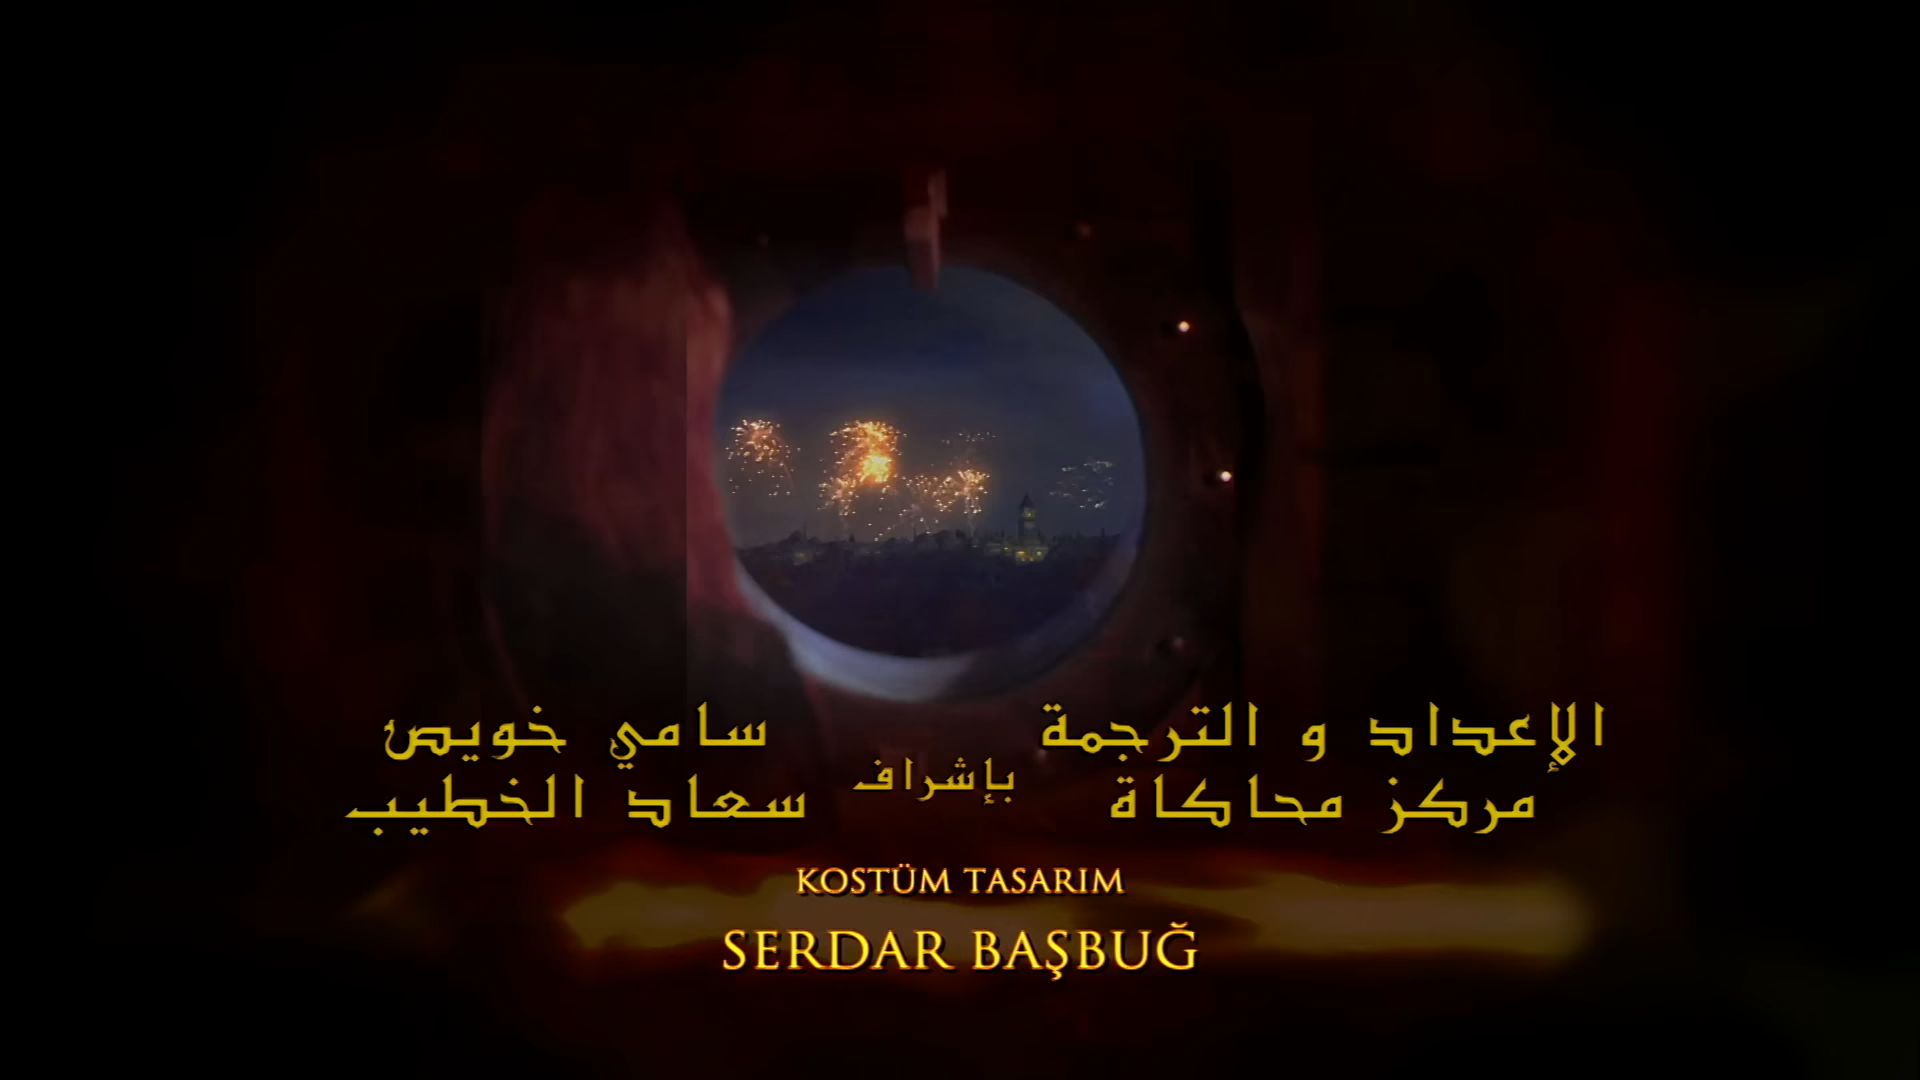 الإعداد و الترجمة
مركز محاكاة
بإشراف
سامي خويص
سعاد الخطيب
KOSTÜM TASARIM
SERDAR BAŞBUĞ